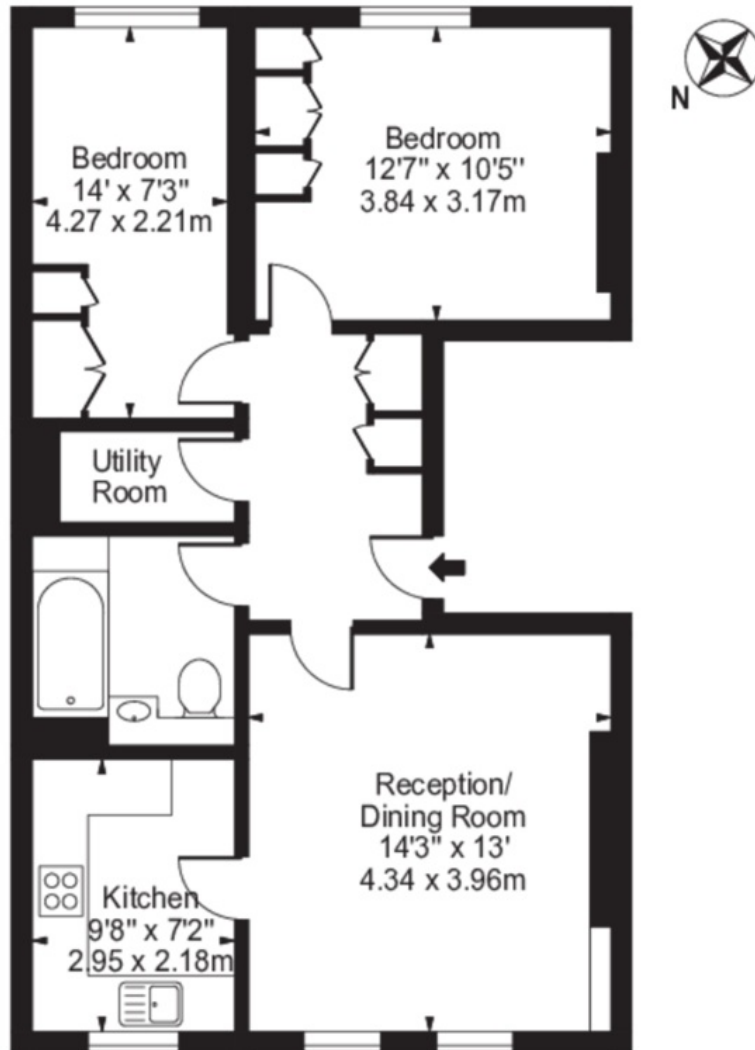 N
Bedroom
14' x 7'3"
4.27 x 2.21m
Bedroom
12'7" x 10'5''
3.84 x 3.17m
Utility
Room
Reception/
Dining Room
14'3" x 13'
4.34 x 3.96m
Kitchen
9'8" x 7'2"
2.95 x 2.18m